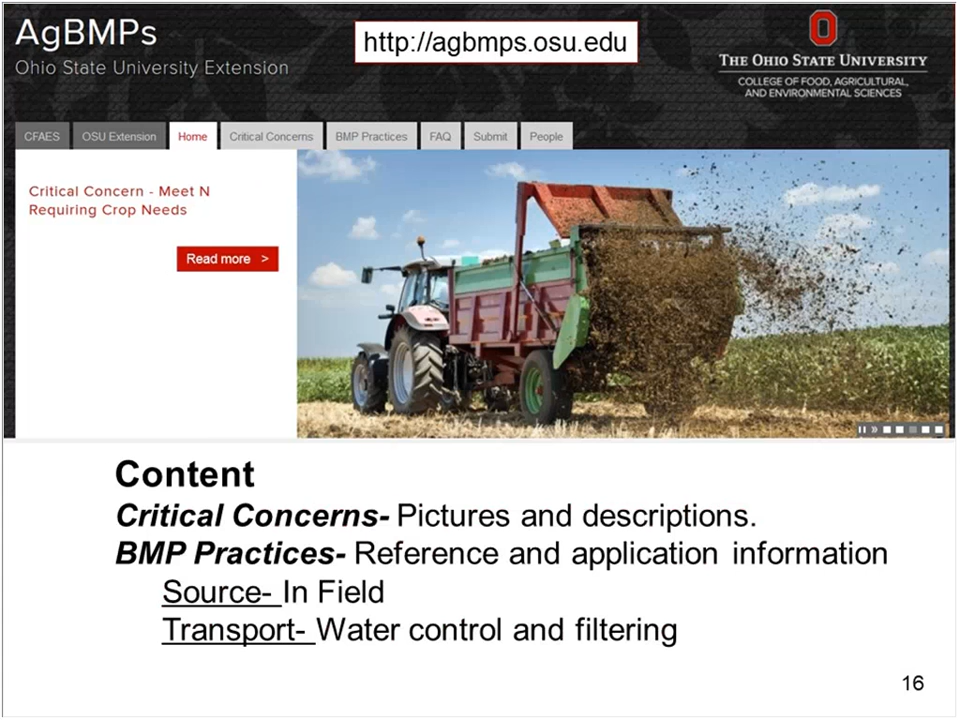 AgBMPs
Ohio State University Extension
http://agbmps.osu.edu
O
THE OHIO STATE UNIVERSITY
COLLEGE OF FOOD, AGRICULTURAL,
AND ENVIRONMENTAL SCIENCES
CFAES OSU Extension Home Critical Concerns BMP Practices FAQ Submit People
Critical Concern - Meet N
Requiring Crop Needs
Read more >
Content
Critical Concerns- Pictures and descriptions.
BMP Practices- Reference and application information
Source- In Field
Transport- Water control and filtering
16